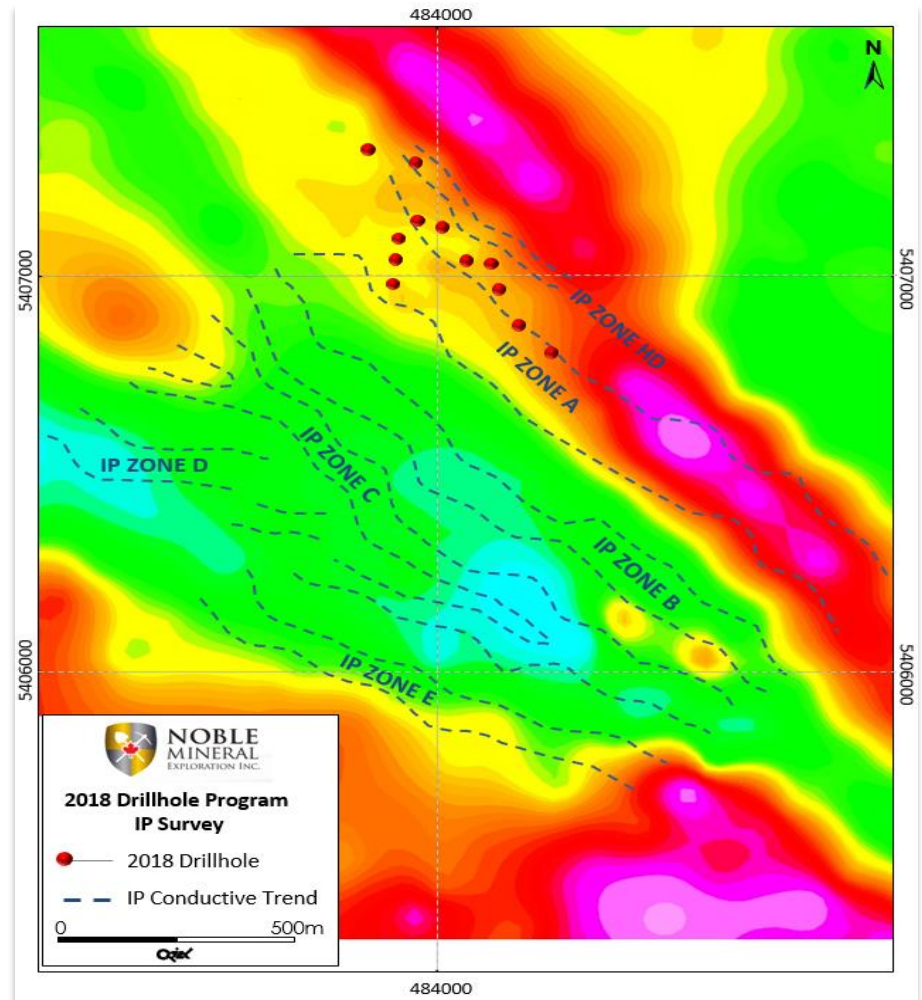 484000
N
5407000
5407000
IP ZONE HD
IP ZONE A
IP ZONE C
IP ZONE D
IP ZONE B
5406000
5406000
IP ZONE E
NOBLE
MINERAL
EXPLORATION INC.
2018 Drillhole Program
IP Survey
2018 Drillhole
IP Conductive Trend
0 500m
484000